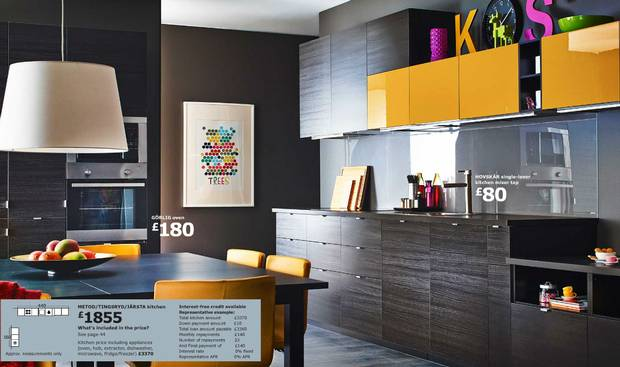 K S
TREES
HOVSKÄR single-lever
kitchen mixer tap
£80
GÖRLIG oven
£180
METOD/TINGSRYD/JÄRSTA kitchen
£1855
What's included in the price?
See page 44
Kitchen price including appliances
(oven, hob, extractor, dishwasher,
microwave, fridge/freezer) £3370
Approx. measurements only
Interest-free credit available
Representative example:
Total kitchen amount £3370
Down payment amount £10
Total loan amount payable £3360
Monthly repayments £140
Number of repayments 23
And final payment of £140
Interest rate 0% fixed
Representative APR 0% APR